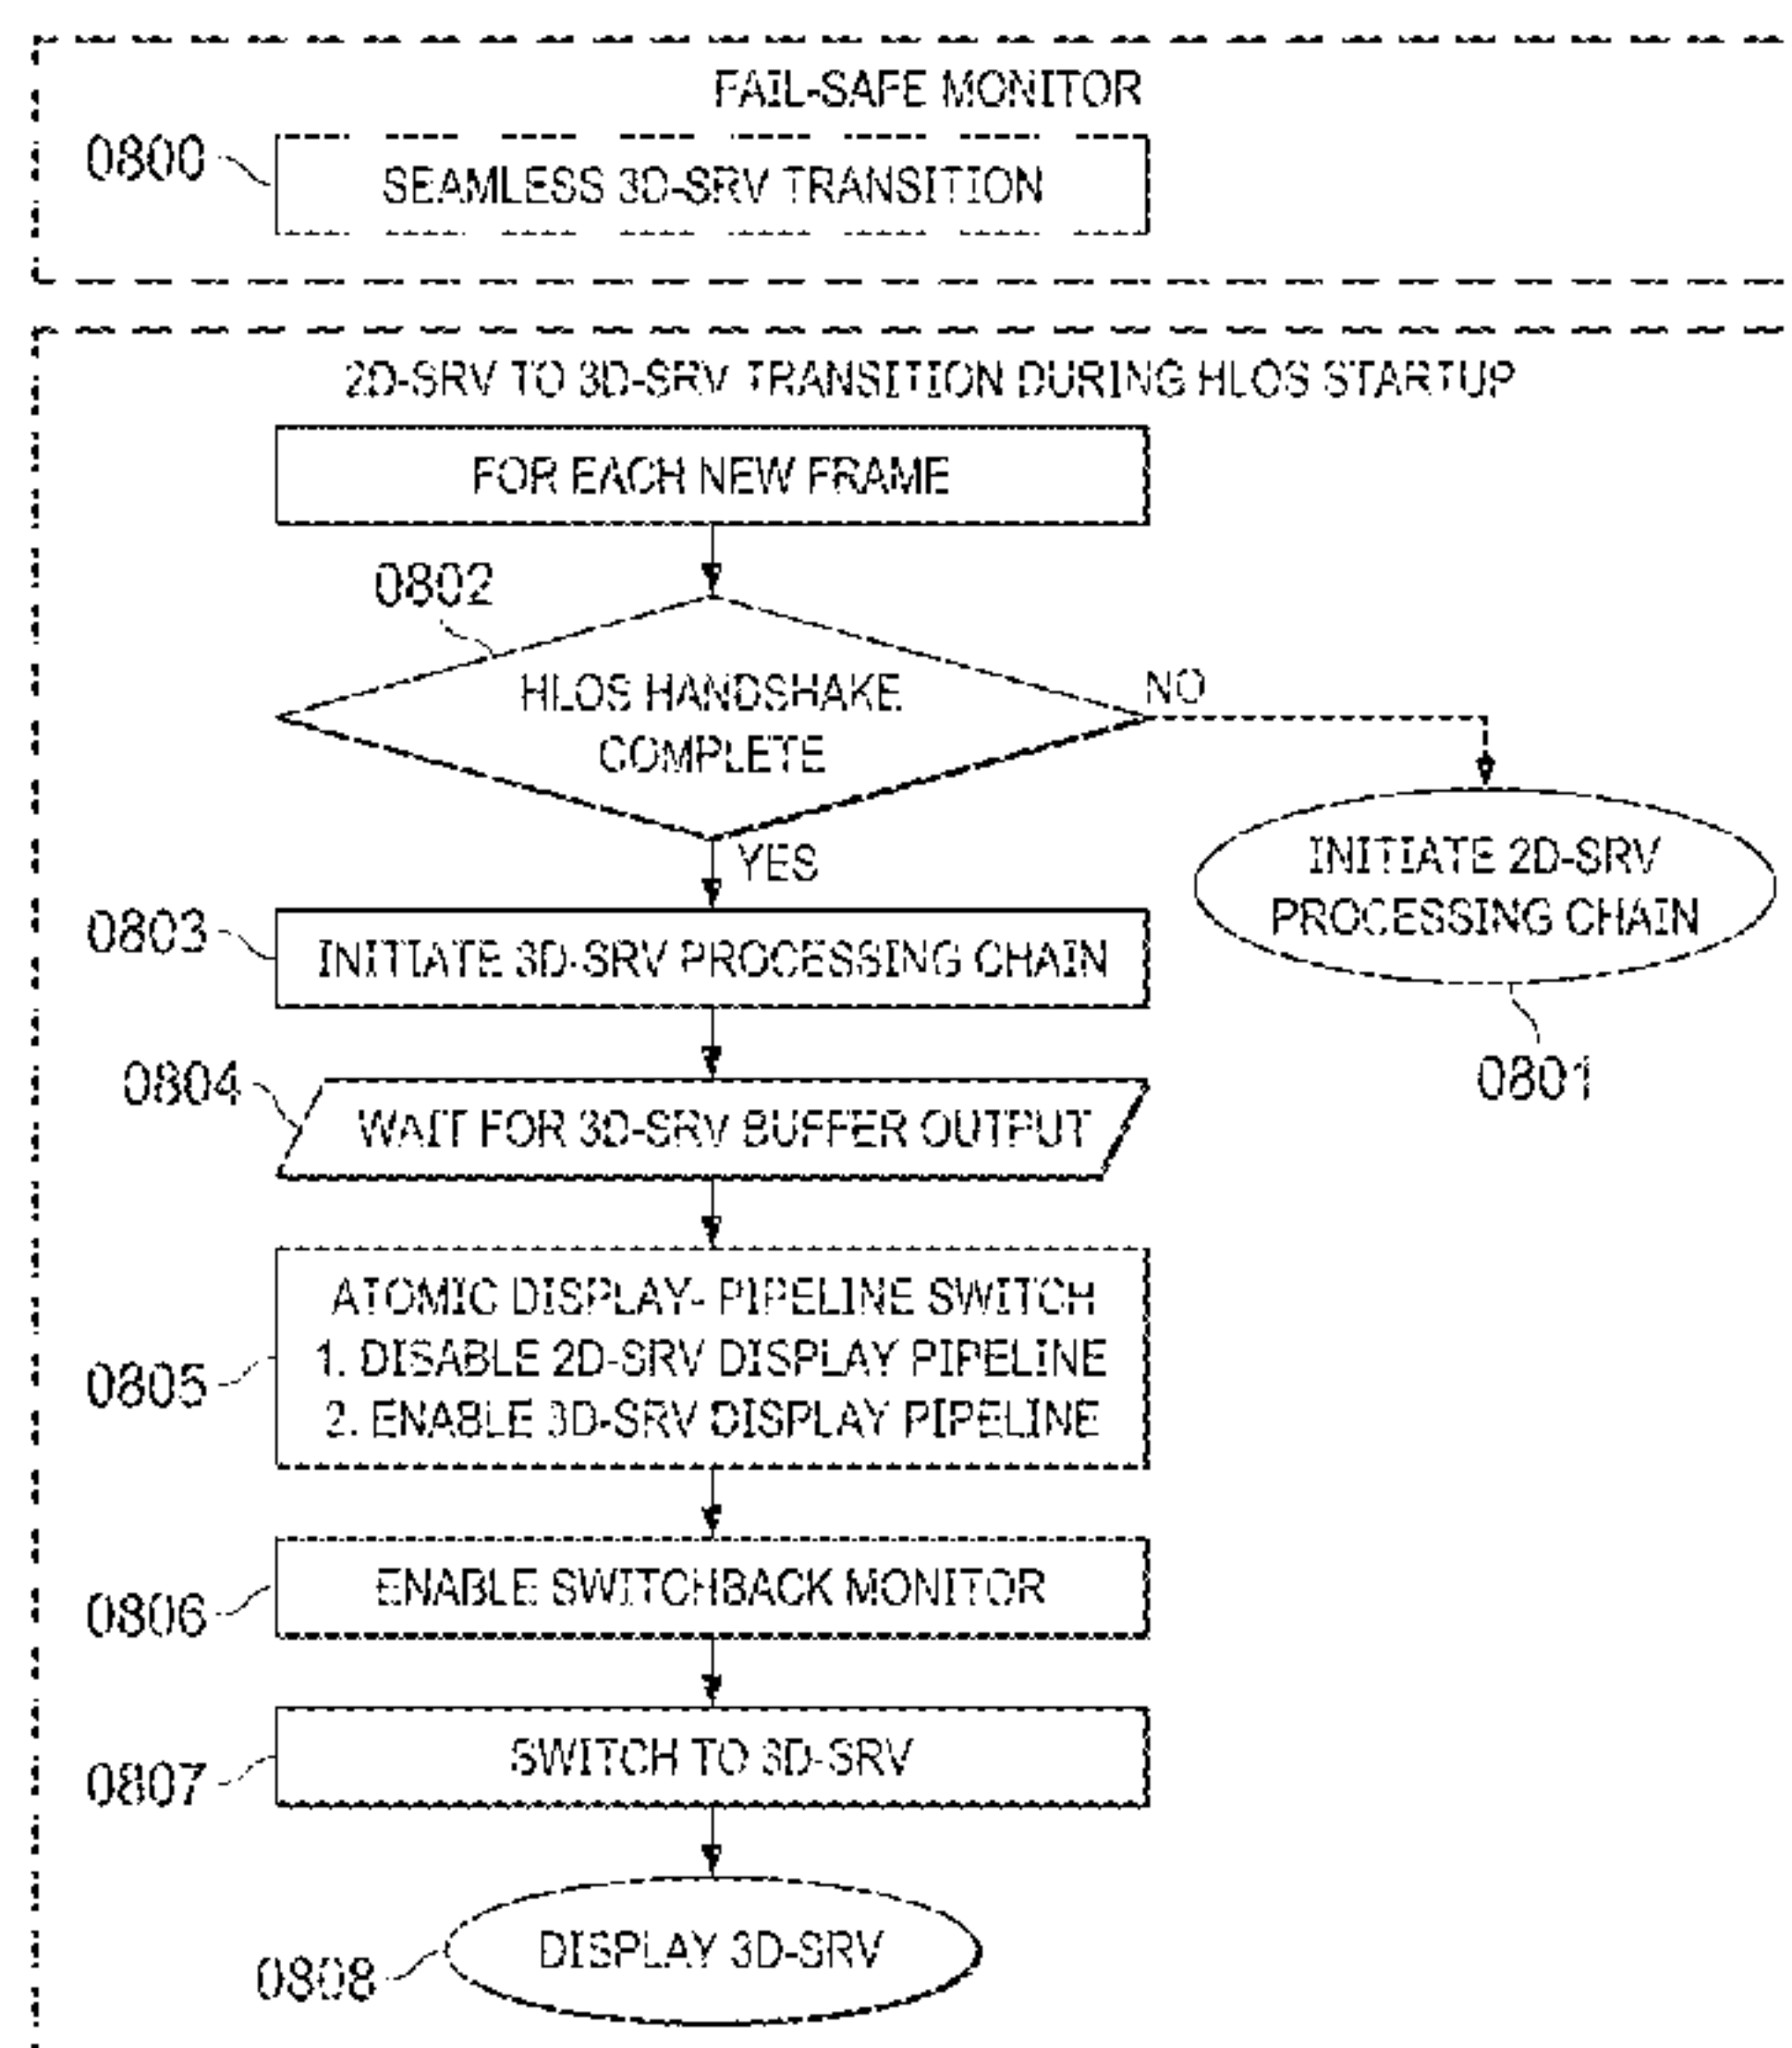 FAIL-SAFE MONITOR
0800
SEAMLESS 3D-SRV TRANSITION
2D-SRV TO 3D-SRV TRANSITION DURING HLOS STARTUP
FOR EACH NEW FRAME
0802
HLOS HANDSHAKE
COMPLETE
NO
YES
INITIATE 2D-SRV
PROCESSING CHAIN
0801
0803
INITIATE 3D-SRV PROCESSING CHAIN
0804
WAIT FOR 3D-SRV BUFFER OUTPUT
0805
ATOMIC DISPLAY- PIPELINE SWITCH
1. DISABLE 2D-SRV DISPLAY PIPELINE
2. ENABLE 3D-SRV DISPLAY PIPELINE
0806
ENABLE SWITCHBACK MONITOR
0807
SWITCH TO 3D-SRV
0808
DISPLAY 3D-SRV